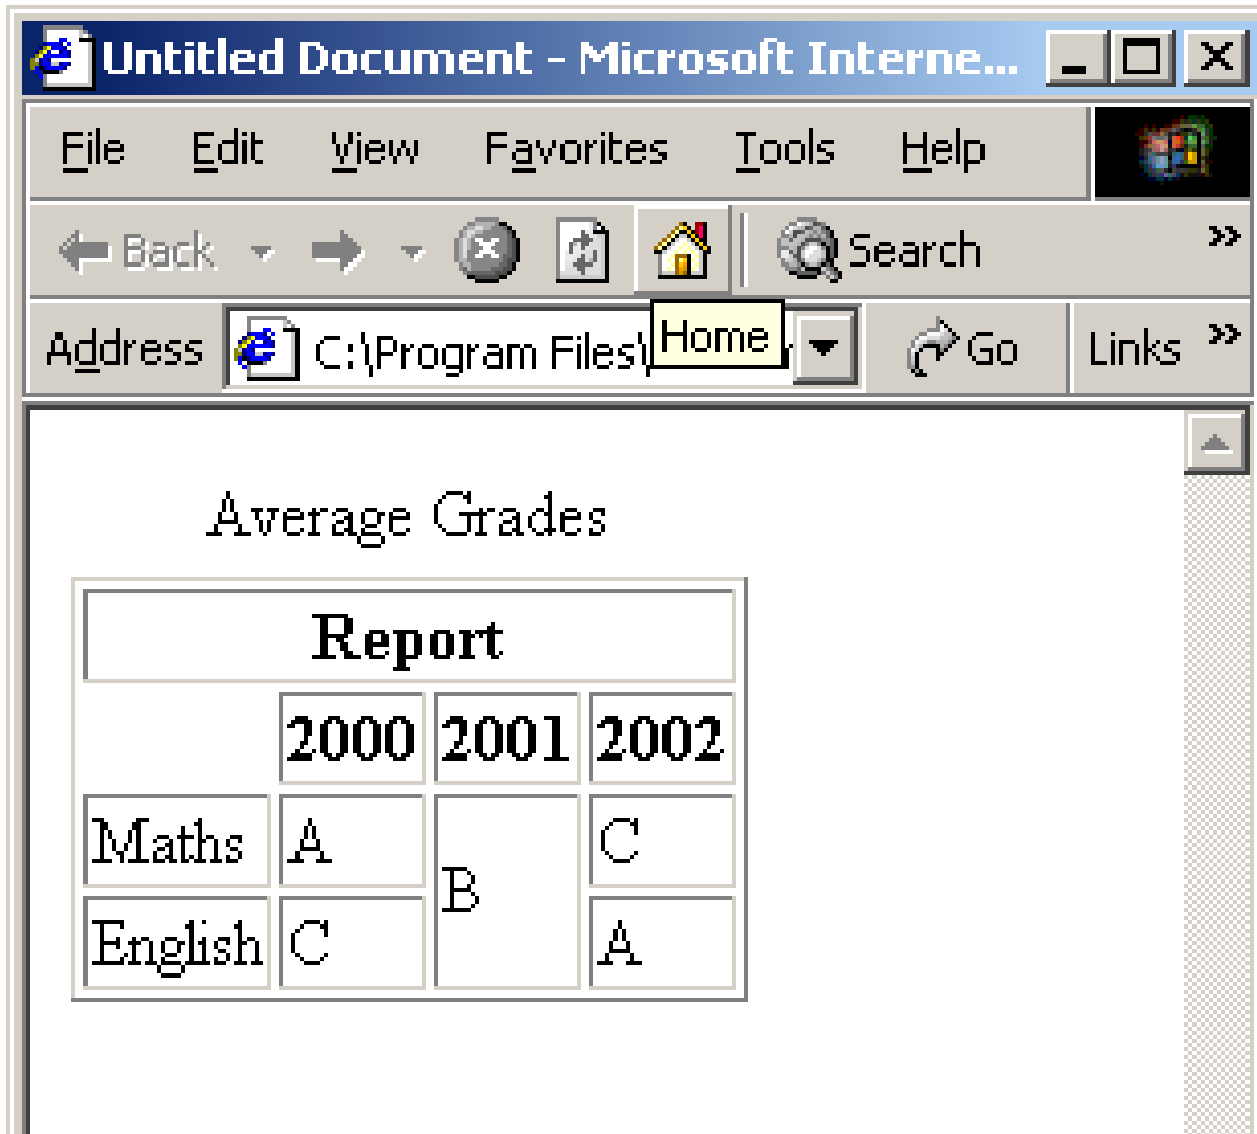 Untitled Document - Microsoft Interne...
File Edit View Favorites Tools Help
Back Search »
Address C:\Program Files\ Go Links »
Home
Average Grades
Report
2000 2001 2002
Maths A B C
English C A